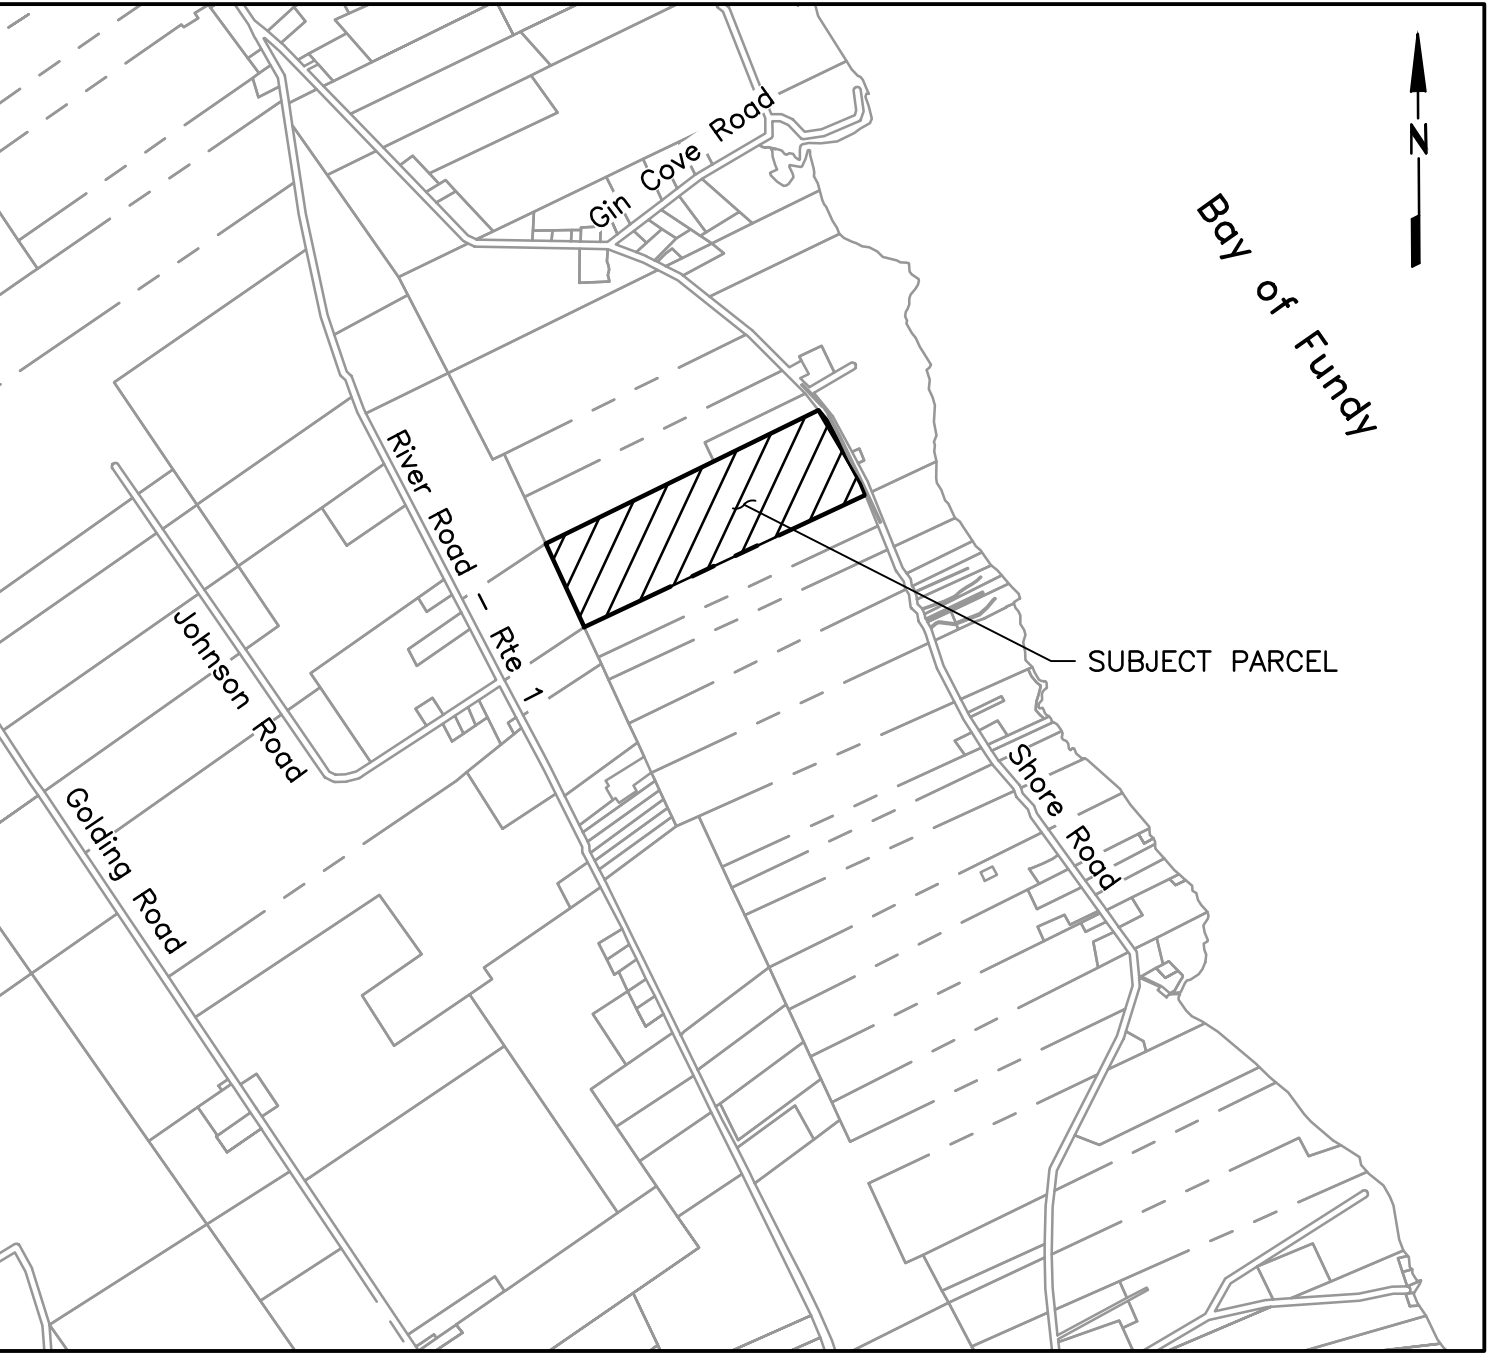 Gin Cove Road
N
Bay of Fundy
River Road - Rte 1
Johnson Road
SUBJECT PARCEL
Golding Road
Shore Road